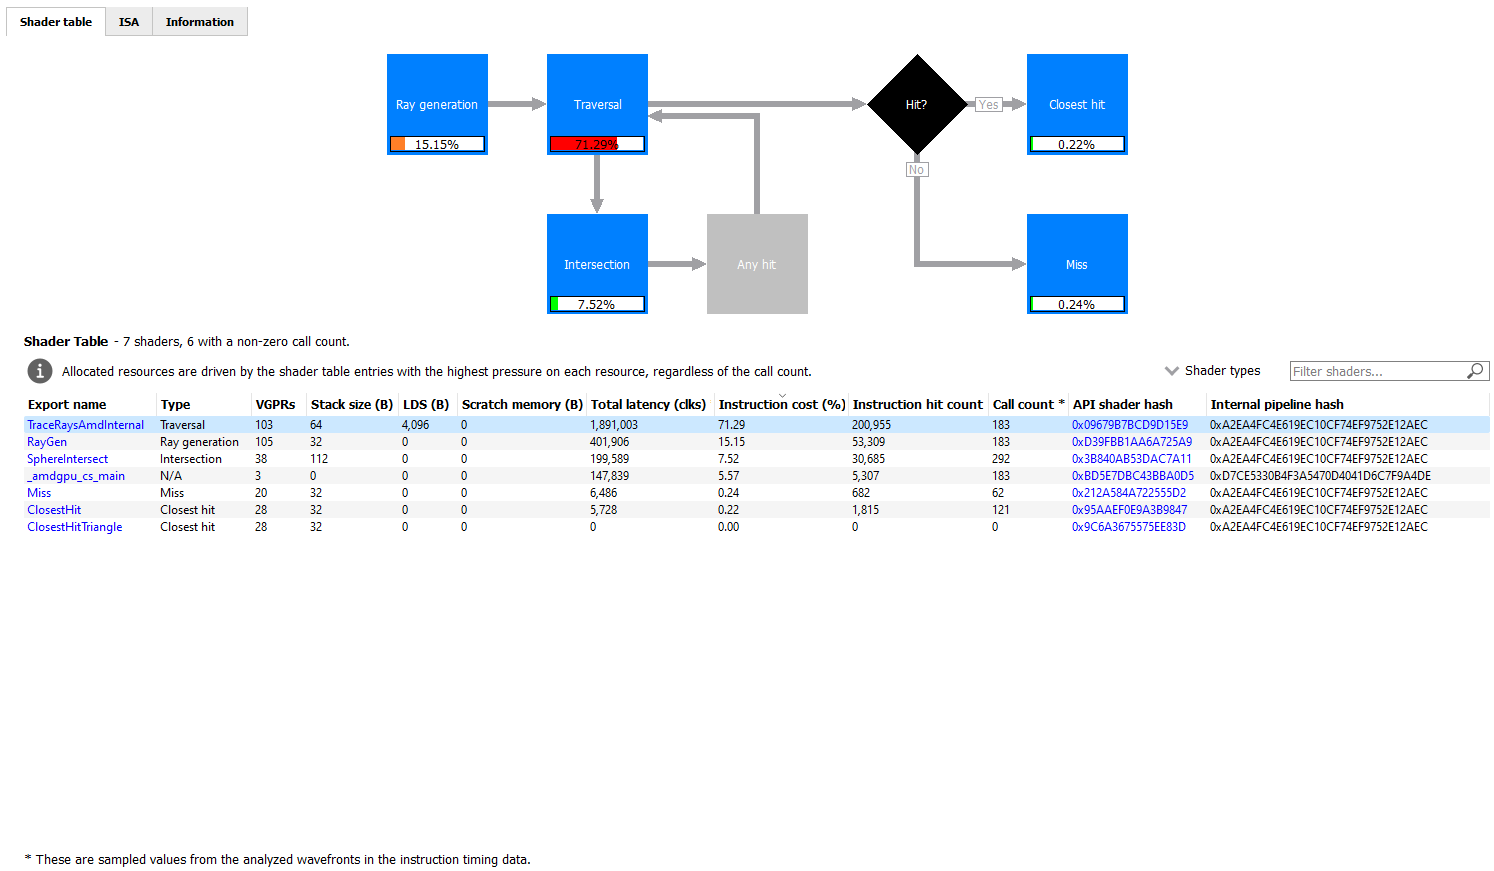 Shader table ISA Information
Ray generation Traversal Hit? Yes Closest hit
15.15% 71.29% 0.22%
No
Intersection Any hit Miss
7.52% 0.24%
Shader Table - 7 shaders, 6 with a non-zero call count.
Allocated resources are driven by the shader table entries with the highest pressure on each resource, regardless of the call count. Shader types Filter shaders...
Export name Type VGPRs Stack size (B) LDS (B) Scratch memory (B) Total latency (clks) Instruction cost (%) Instruction hit count Call count * API shader hash Internal pipeline hash
TraceRaysAmdInternal Traversal 103 64 4,096 0 1,891,003 71.29 200,955 183 0x09679B7BCD9D15E9 0xA2EA4FC4E619EC10CF74EF9752E12AEC
RayGen Ray generation 105 32 0 0 401,906 15.15 53,309 183 0xD39FBB1AA6A725A9 0xA2EA4FC4E619EC10CF74EF9752E12AEC
SphereIntersect Intersection 38 112 0 0 199,589 7.52 30,685 292 0x3B840AB53DAC7A11 0xA2EA4FC4E619EC10CF74EF9752E12AEC
_amdgpu_cs_main N/A 3 0 0 0 147,839 5.57 5,307 183 0xBD5E7DBC43BBA0D5 0xD7CE5330B4F3A5470D4041D6C7F9A4DE
Miss Miss 20 32 0 0 6,486 0.24 682 62 0x212A584A722555D2 0xA2EA4FC4E619EC10CF74EF9752E12AEC
ClosestHit Closest hit 28 32 0 0 5,728 0.22 1,815 121 0x95AAEF0E9A3B9847 0xA2EA4FC4E619EC10CF74EF9752E12AEC
ClosestHitTriangle Closest hit 28 32 0 0 0 0.00 0 0 0x9C6A3675575EE83D 0xA2EA4FC4E619EC10CF74EF9752E12AEC
* These are sampled values from the analyzed wavefronts in the instruction timing data.